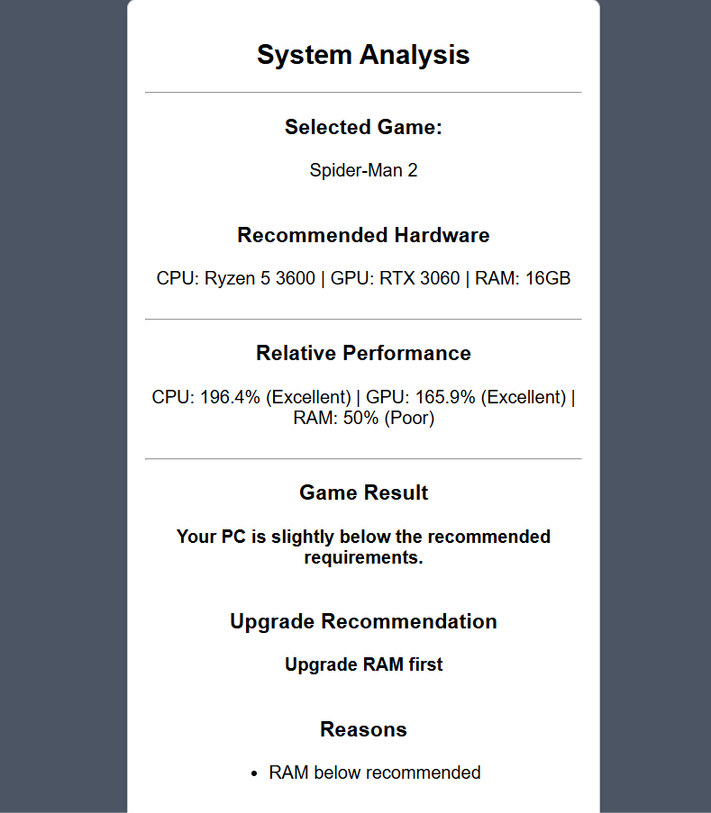 System Analysis
Selected Game:
Spider-Man 2
Recommended Hardware
CPU: Ryzen 5 3600 | GPU: RTX 3060 | RAM: 16GB
Relative Performance
CPU: 196.4% (Excellent) | GPU: 165.9% (Excellent) |
RAM: 50% (Poor)
Game Result
Your PC is slightly below the recommended
requirements.
Upgrade Recommendation
Upgrade RAM first
Reasons
• RAM below recommended